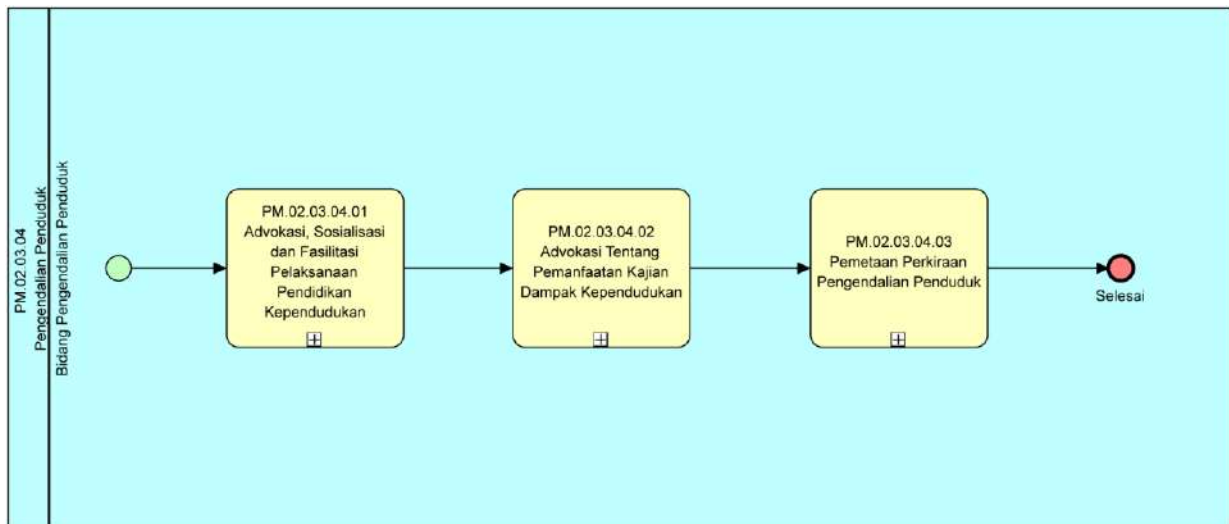 PM.02.03.04
Pengendalian Penduduk
Bidang Pengendalian Penduduk
PM.02.03.04.01
Advokasi, Sosialisasi
dan Fasilitasi
Pelaksanaan
Pendidikan
Kependudukan
PM.02.03.04.02
Advokasi Tentang
Pemanfaatan Kajian
Dampak Kependudukan
PM.02.03.04.03
Pemetaan Perkiraan
Pengendalian Penduduk
Selesai